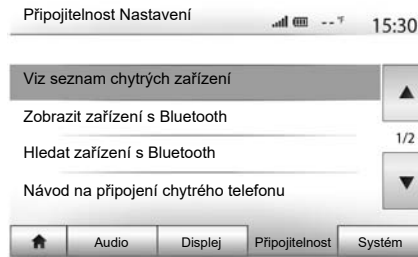 Připojitelnost Nastavení
--°F 15:30
Viz seznam chytrých zařízení
Zobrazit zařízení s Bluetooth
Hledat zařízení s Bluetooth
1/2
Návod na připojení chytrého telefonu
Audio Displej Připojitelnost Systém